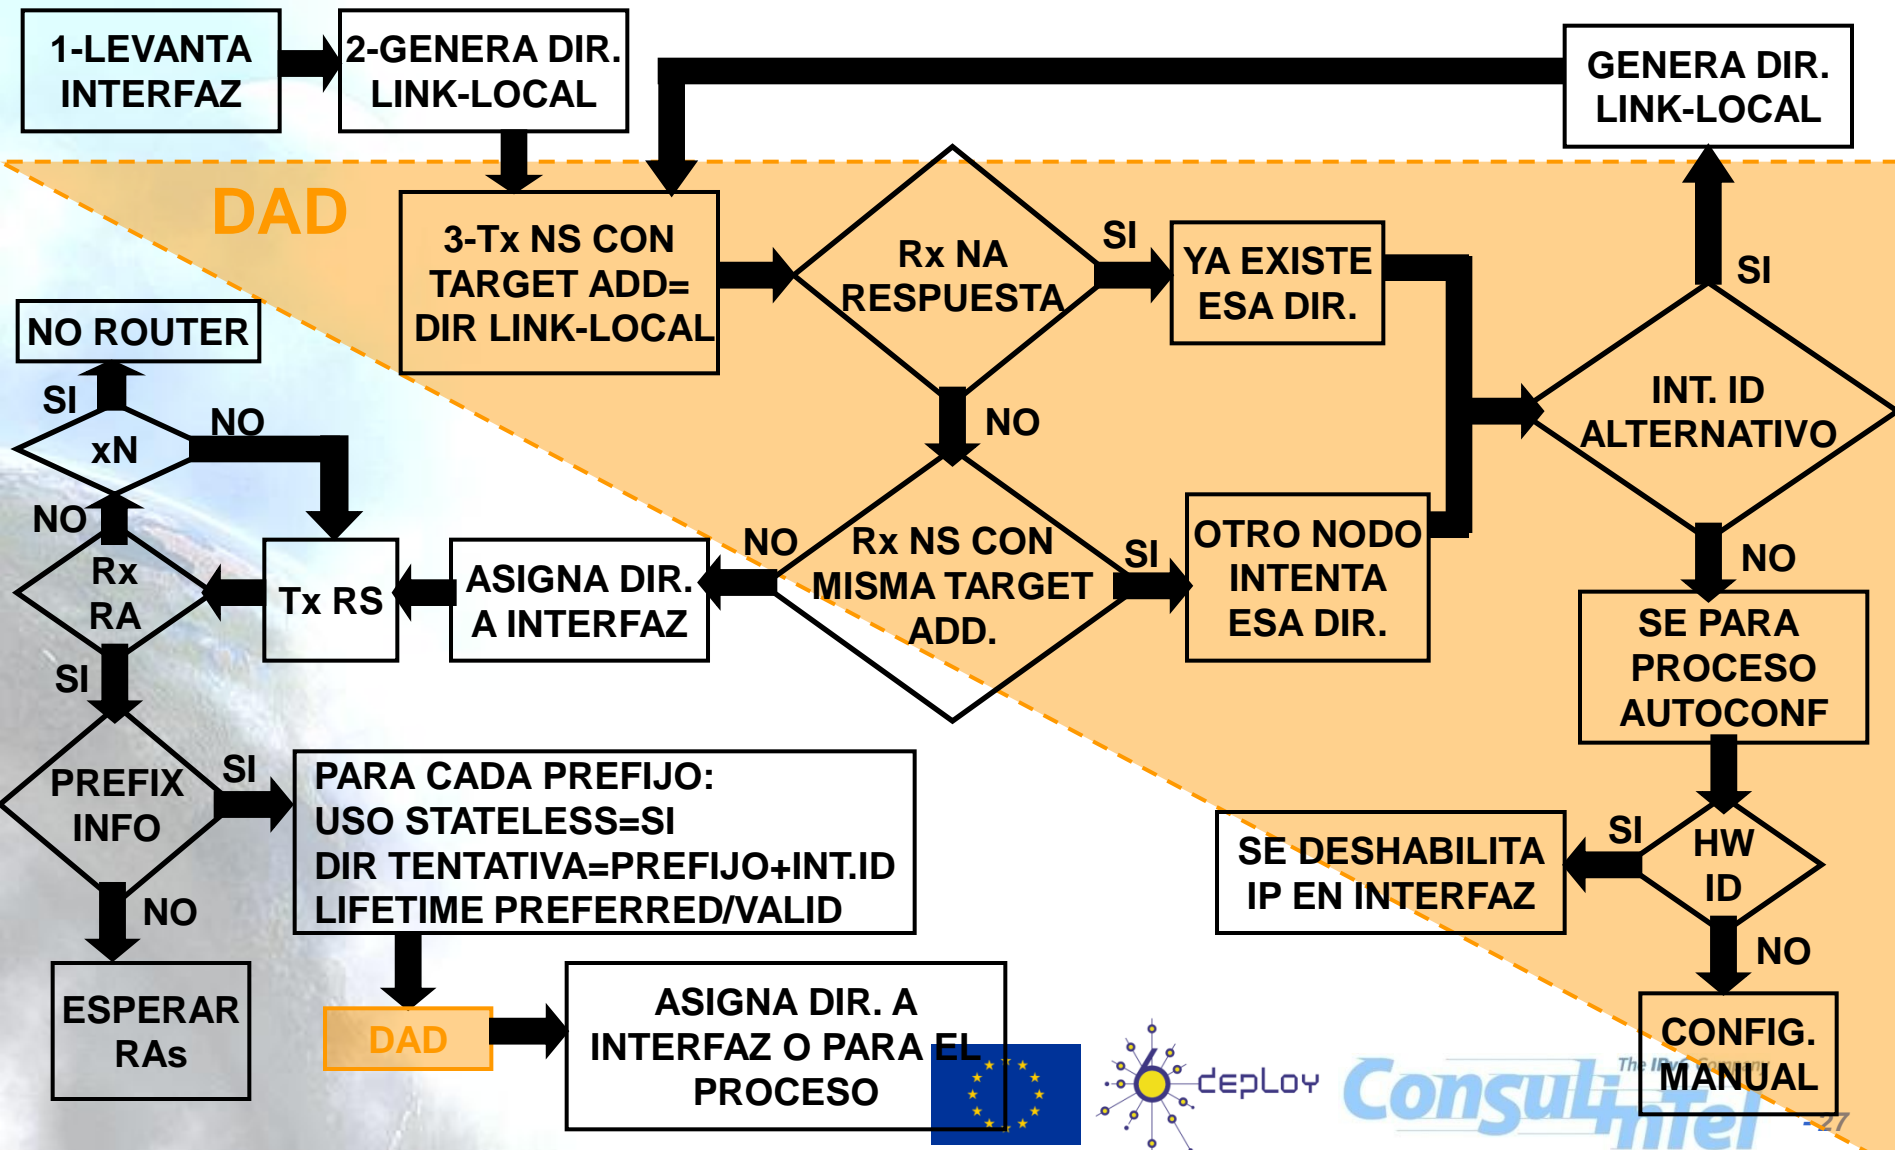 1-LEVANTA
INTERFAZ
2-GENERA DIR.
LINK-LOCAL
GENERA DIR.
LINK-LOCAL
DAD
3-Tx NS CON
TARGET ADD=
DIR LINK-LOCAL
Rx NA
RESPUESTA
SI
YA EXISTE
ESA DIR.
SI
NO
INT. ID
ALTERNATIVO
NO ROUTER
SI
xN
NO
NO
Rx
RA
Tx RS
ASIGNA DIR.
A INTERFAZ
NO
Rx NS CON
MISMA TARGET
ADD.
SI
OTRO NODO
INTENTA
ESA DIR.
NO
SE PARA
PROCESO
AUTOCONF
SI
PREFIX
INFO
SI
PARA CADA PREFIJO:
USO STATELESS=SI
DIR TENTATIVA=PREFIJO+INT.ID
LIFETIME PREFERRED/VALID
SE DESHABILITA
IP EN INTERFAZ
SI
HW
ID
NO
NO
ESPERAR
RAs
DAD
ASIGNA DIR. A
INTERFAZ O PARA EL
PROCESO
CONFIG.
MANUAL
6 deploy
The IPv6 Company
Consulintel
- 27